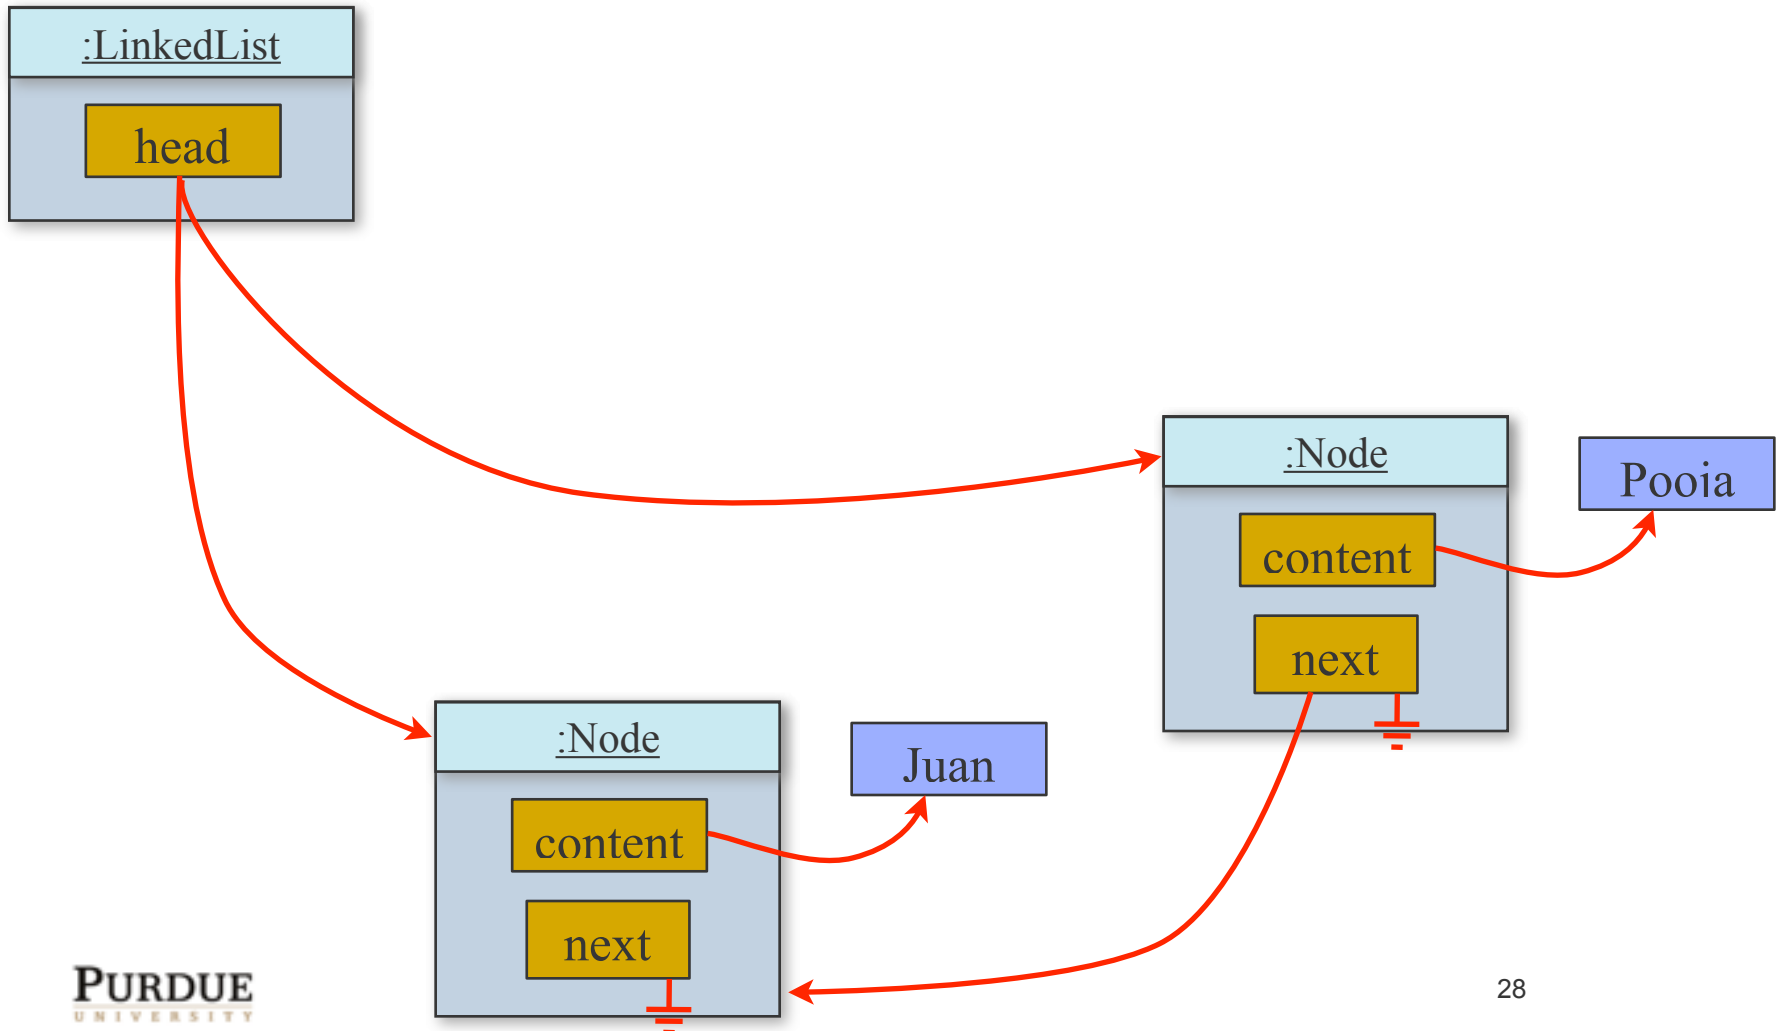 :LinkedList
head
:Node
Pooia
content
next
:Node
Juan
content
next
PURDUE
UNIVERSITY
28